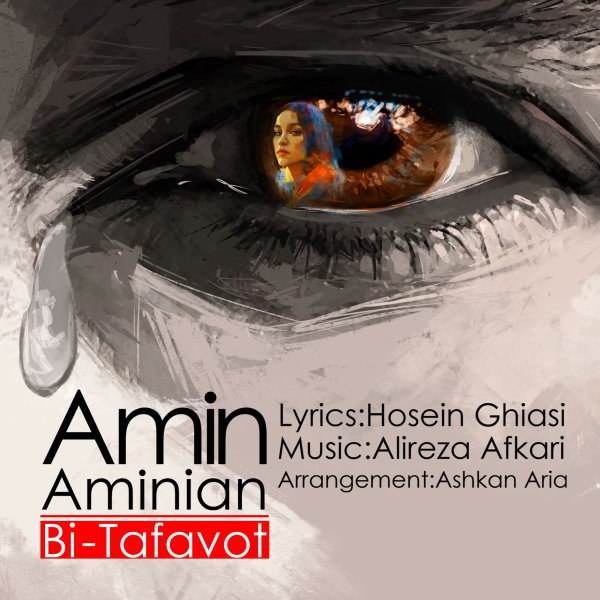 Amin
Aminian
Bi-Tafavot
Lyrics:Hosein Ghiasi
Music:Alireza Afkari
Arrangement:Ashkan Aria